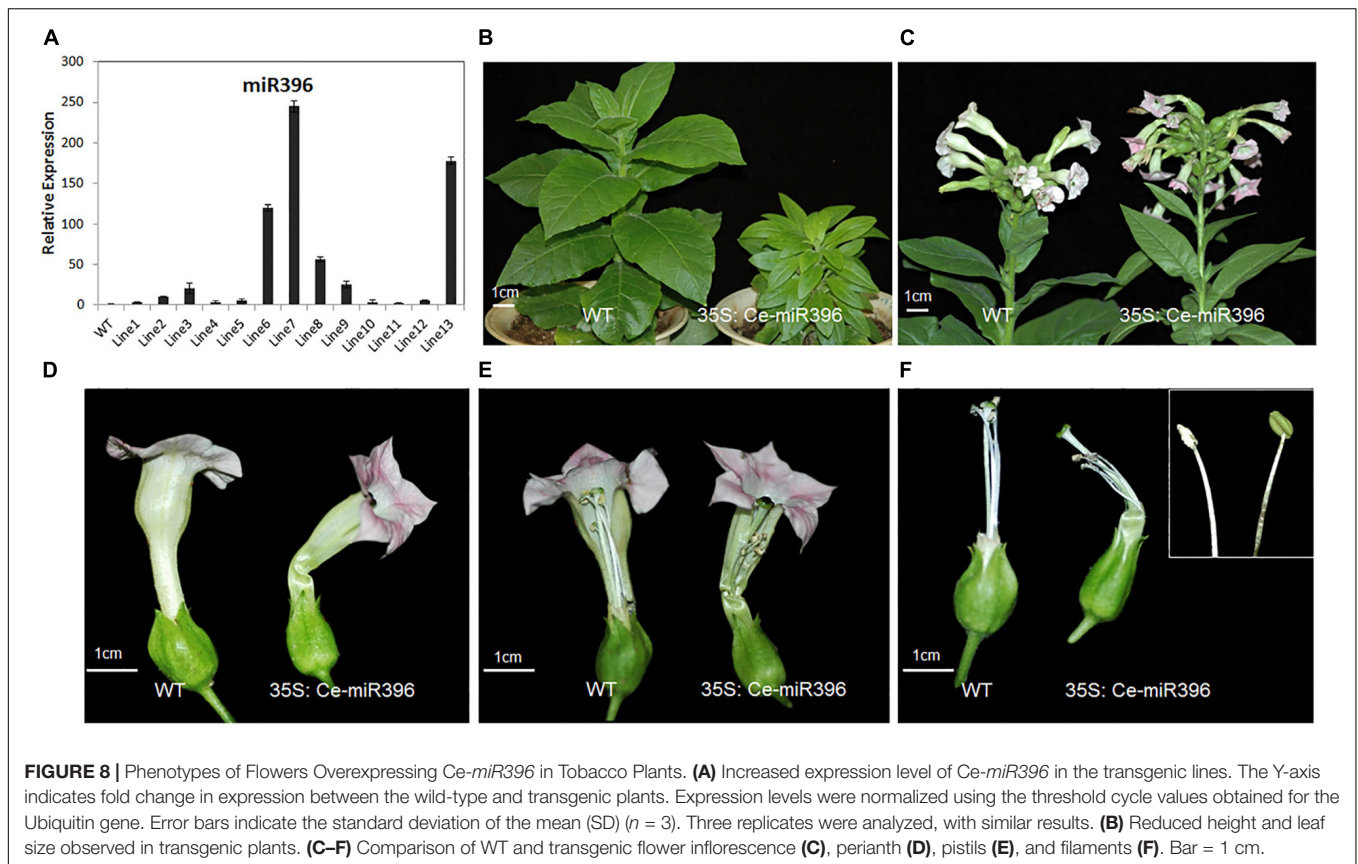 A
300
250
200
150
100
50
0
Relative Expression
miR396
WT Line1 Line2 Line3 Line4 Line5 Line6 Line7 Line8 Line9 Line10 Line11 Line12 Line13
B
1cm
WT 35S: Ce-miR396
C
1cm
WT 35S: Ce-miR396
D
1cm
WT 35S: Ce-miR396
E
1cm
WT 35S: Ce-miR396
F
1cm
WT 35S: Ce-miR396
FIGURE 8 | Phenotypes of Flowers Overexpressing Ce-miR396 in Tobacco Plants. (A) Increased expression level of Ce-miR396 in the transgenic lines. The Y-axis
indicates fold change in expression between the wild-type and transgenic plants. Expression levels were normalized using the threshold cycle values obtained for the
Ubiquitin gene. Error bars indicate the standard deviation of the mean (SD) (n = 3). Three replicates were analyzed, with similar results. (B) Reduced height and leaf
size observed in transgenic plants. (C–F) Comparison of WT and transgenic flower inflorescence (C), perianth (D), pistils (E), and filaments (F). Bar = 1 cm.